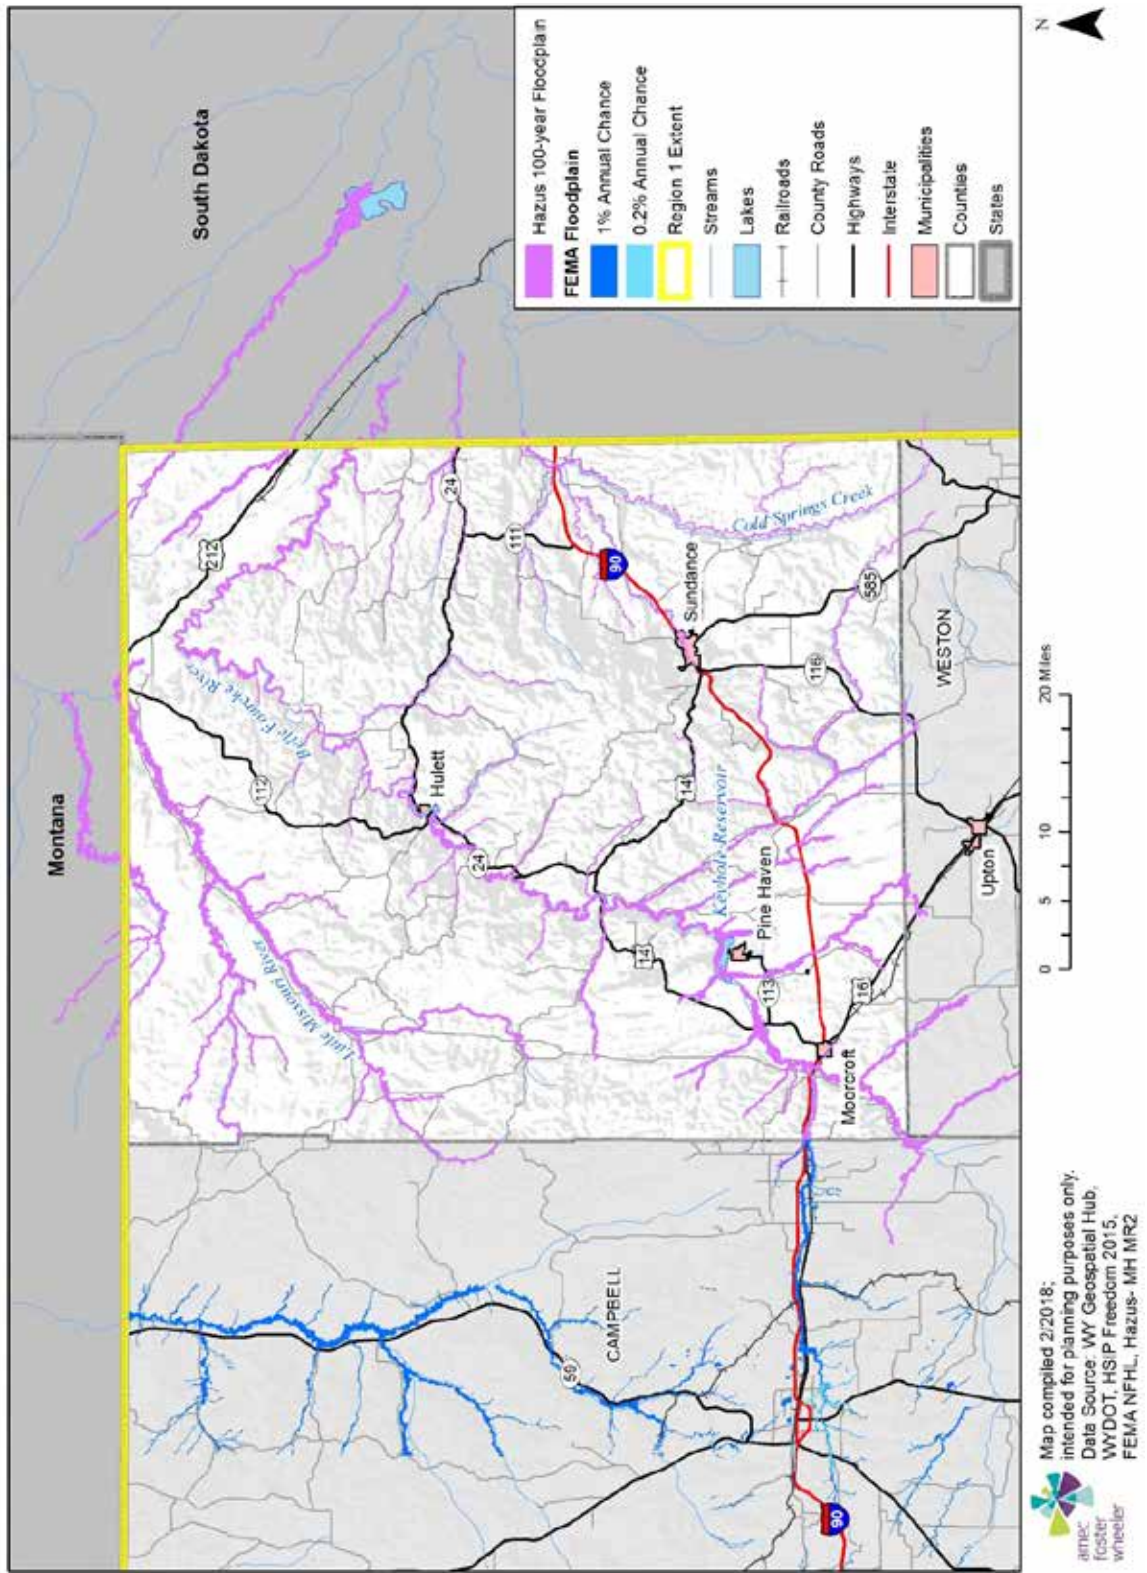 Montana
South Dakota
212
112
Belle Fourche River
24
111
Little Missouri River
Hulett
24
90
14
Sundance
Cold Springs Creek
14
Keyhole Reservoir
Pine Haven
113
116
585
Moorcroft
16
WESTON
Upton
59
CAMPBELL
90
Hazus 100-year Floodplain
FEMA Floodplain
1% Annual Chance
0.2% Annual Chance
Region 1 Extent
Streams
Lakes
Railroads
County Roads
Highways
Interstate
Municipalities
Counties
States
N
0 5 10 20 Miles
amec
foster
wheeler
Map compiled 2/2018;
intended for planning purposes only.
Data Source: WY Geospatial Hub,
WYDOT, HSIP Freedom 2015,
FEMA NFHL, Hazus- MH MR2